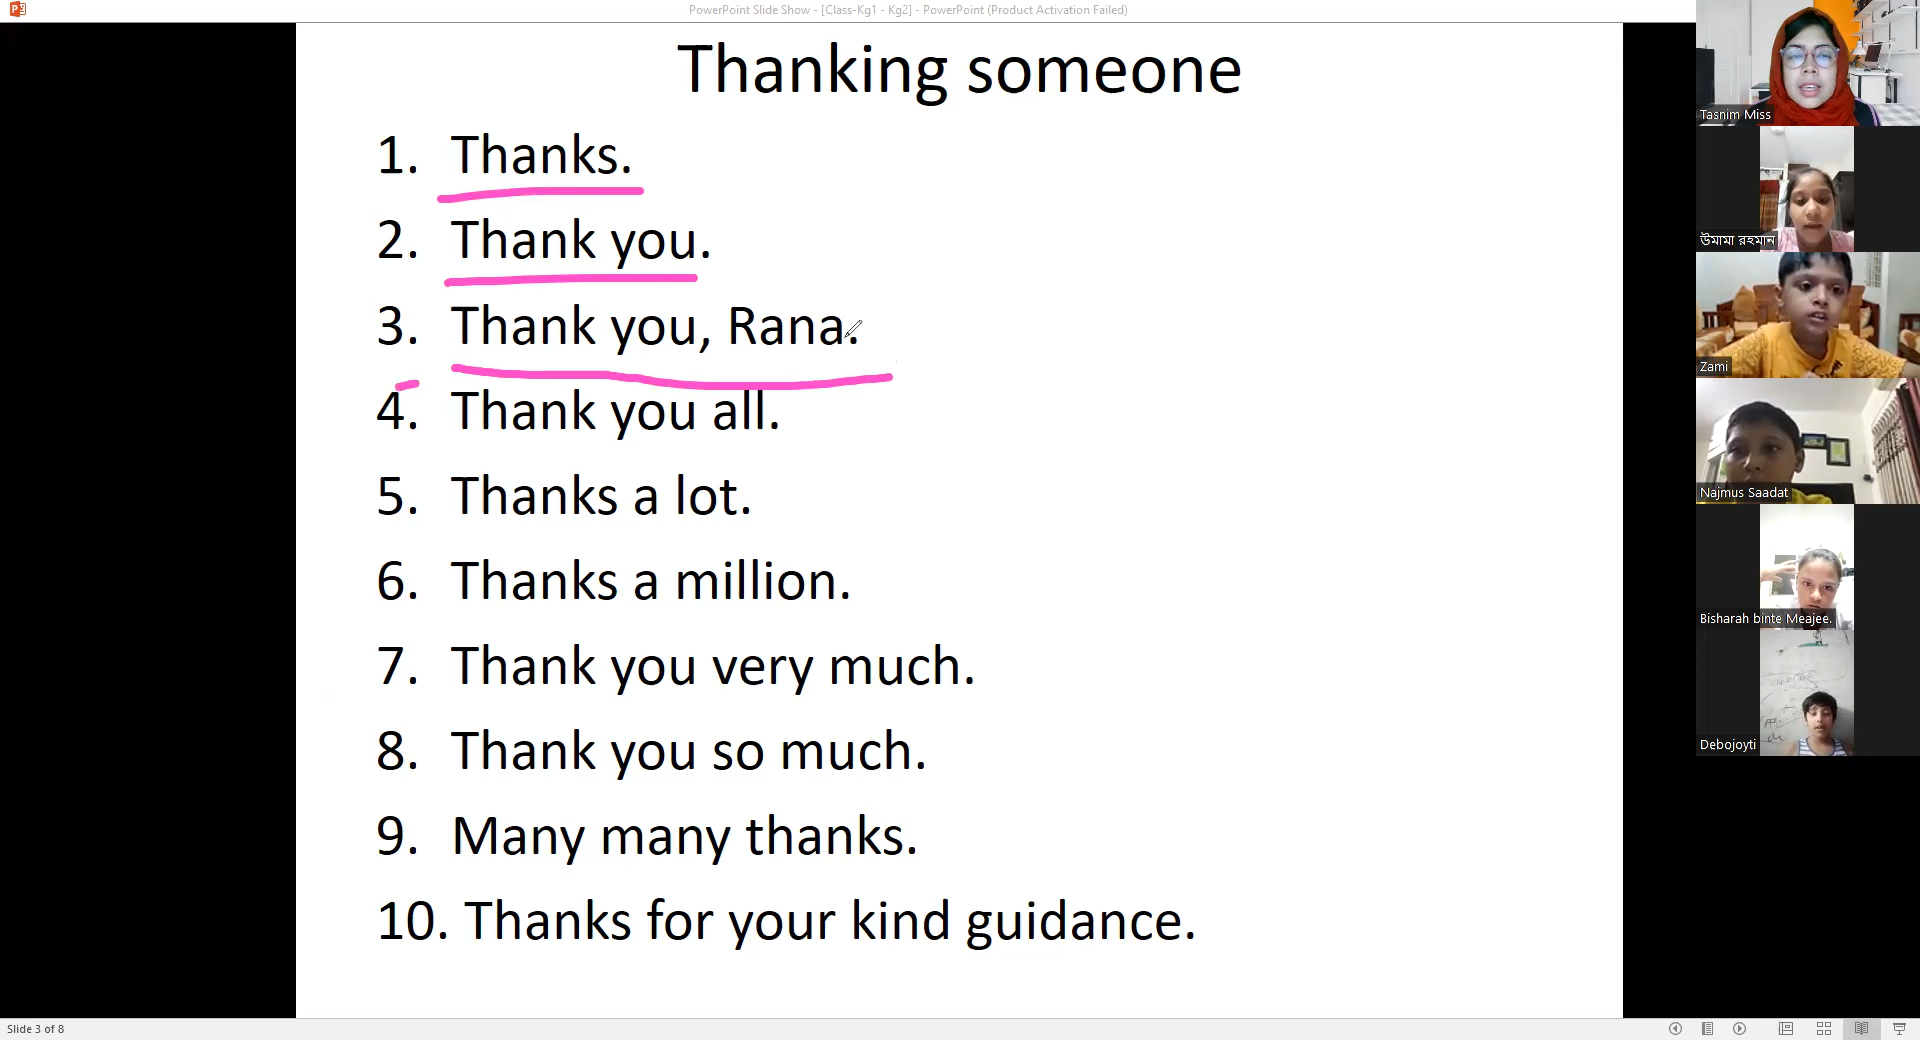 PowerPoint Slide Show - [Class-Kg1 - Kg2] - PowerPoint (Product Activation Failed)
Thanking someone
1. Thanks.
2. Thank you.
3. Thank you, Rana.
4. Thank you all.
5. Thanks a lot.
6. Thanks a million.
7. Thank you very much.
8. Thank you so much.
9. Many many thanks.
10. Thanks for your kind guidance.
Tasnim Miss
উমামা রহমান
Zami
Najmus Saadat
Bisharah binte Meajee.
Debojoyti
Slide 3 of 8